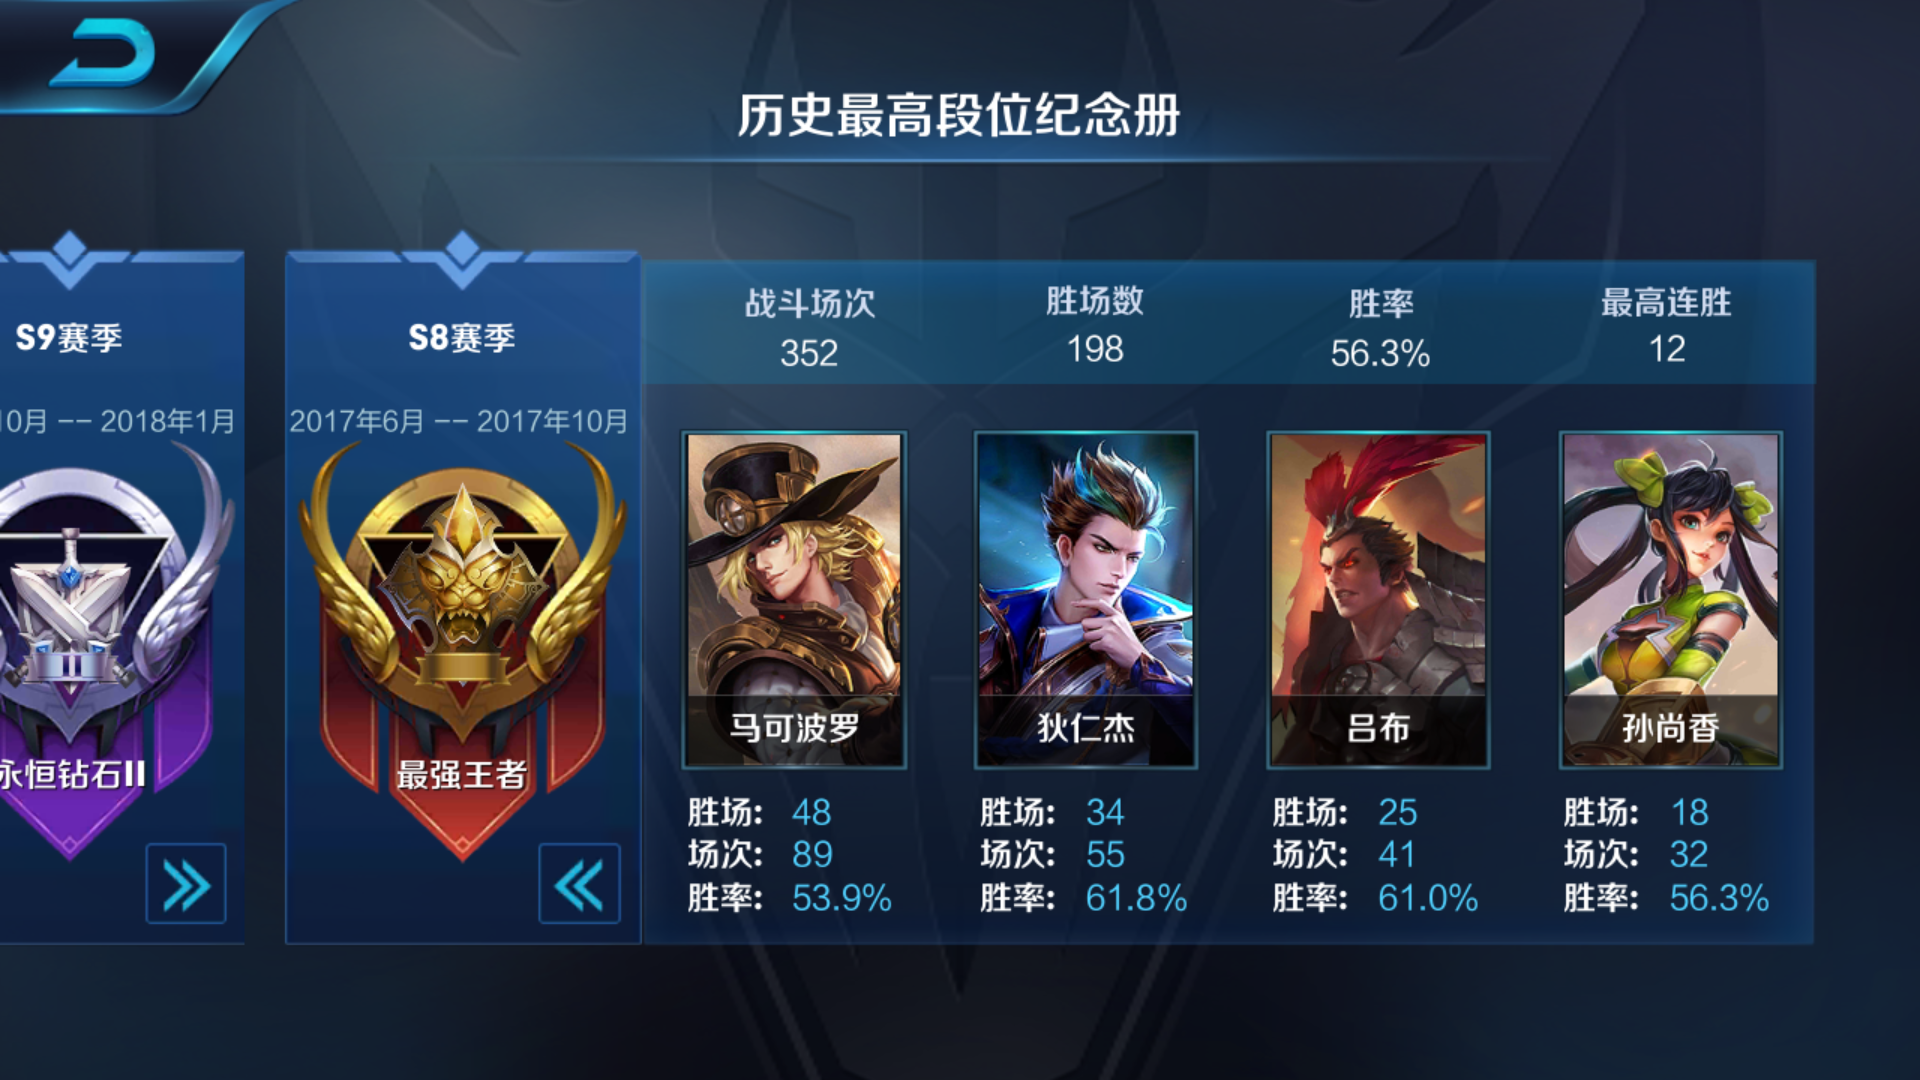 历史最高段位纪念册
S9赛季
10月 -- 2018年1月
永恒钻石II
S8赛季
2017年6月 -- 2017年10月
最强王者
战斗场次 胜场数 胜率 最高连胜
352 198 56.3% 12
马可波罗 狄仁杰 吕布 孙尚香
胜场: 48 胜场: 34 胜场: 25 胜场: 18
场次: 89 场次: 55 场次: 41 场次: 32
胜率: 53.9% 胜率: 61.8% 胜率: 61.0% 胜率: 56.3%